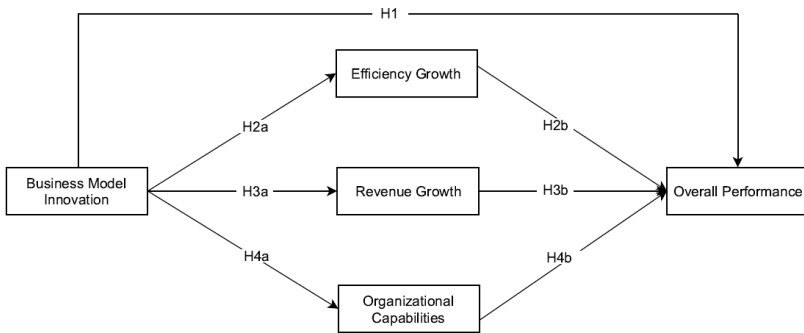 H1
Efficiency Growth
H2a
H2b
Business Model
Innovation
H3a
Revenue Growth
H3b
Overall Performance
H4a
H4b
Organizational
Capabilities